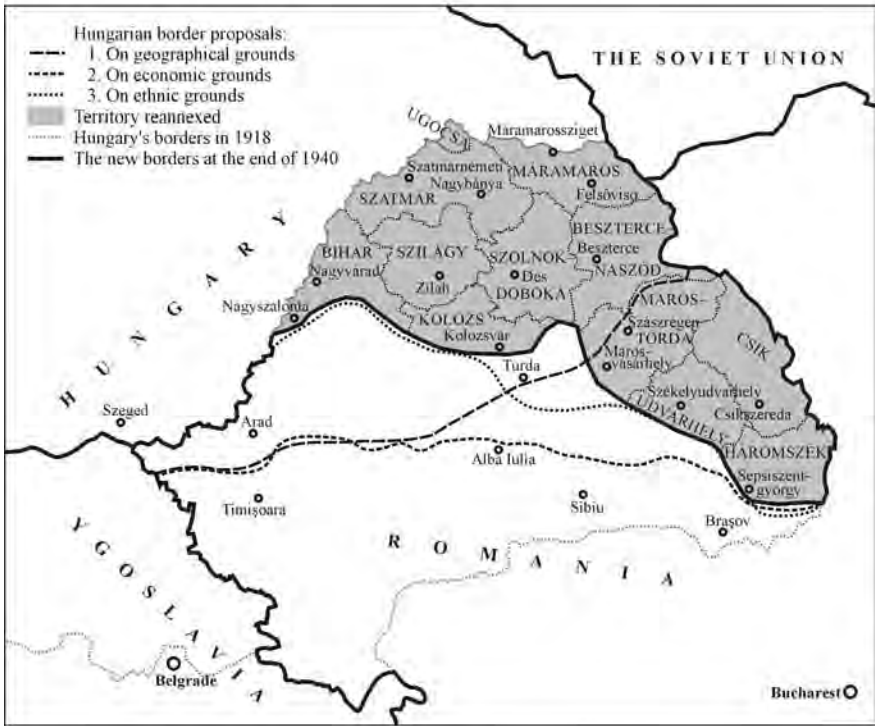 Hungarian border proposals:
1. On geographical grounds
2. On economic grounds
3. On ethnic grounds
Territory reannexed
Hungary's borders in 1918
The new borders at the end of 1940
THE SOVIET UNION
UGOCSA
Máramarossziget
Szatmárnémeti
MÁRAMAROS
Nagybánya
Felsővisó
SZATMÁR
BESZTERCE
BIHAR
SZILÁGY
SZOLNOK
Beszterce
Nagyvárad
Des
NASZÓD
Zilah
DOBOKA
MAROS-
Nagyszalonta
Szászrégen
KOLOZS
TORDA
CSIK
Kolozsvár
Maros-
vásárhely
Turda
HUNGARY
Székelyudvarhely
Szeged
Csíkszereda
UDVARHELY
Arad
HÁROMSZÉK
Alba Iulia
Sepsiszent-
györgy
Timişoara
Sibiu
Braşov
ROMANIA
YGOSLAVIA
Belgrade
Bucharest